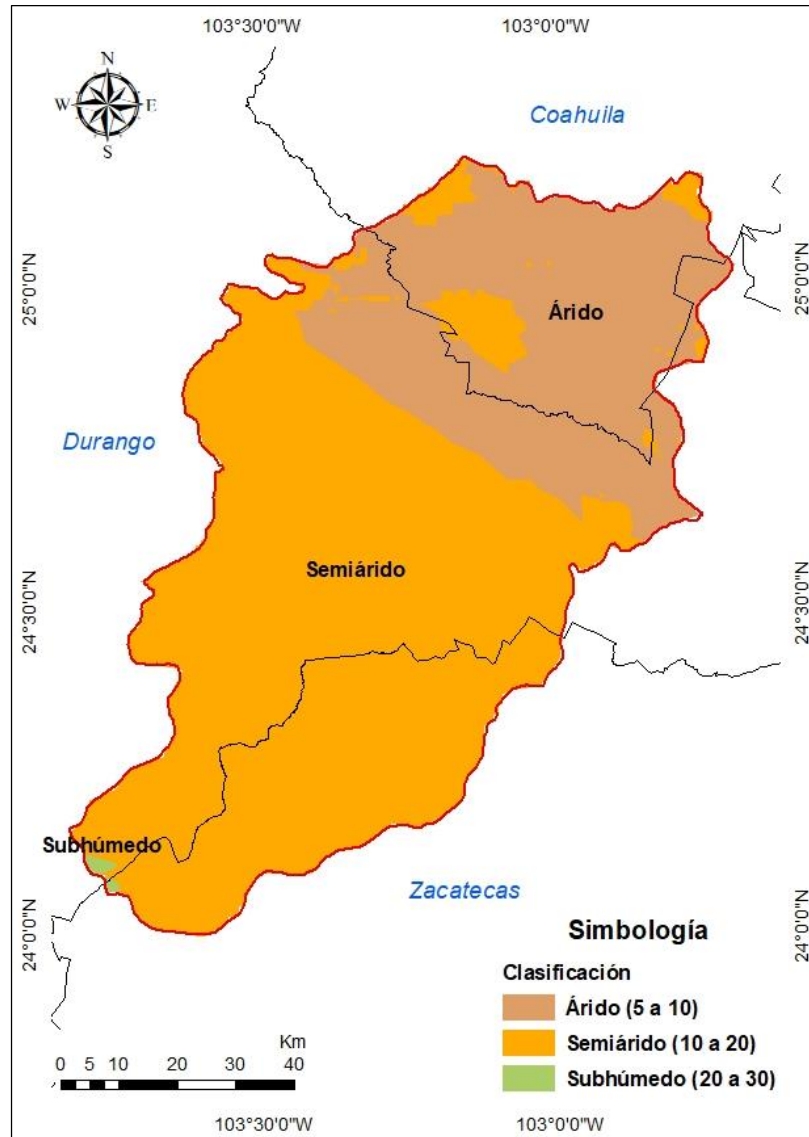 103°30'0"W 103°0'0"W
N
W E
S
Coahuila
25°0'0"N 25°0'0"N
Árido
Durango
Semiárido
24°30'0"N 24°30'0"N
Subhúmedo
Zacatecas
24°0'0"N 24°0'0"N
Simbología
Clasificación
Árido (5 a 10)
Semiárido (10 a 20)
Subhúmedo (20 a 30)
Km
0 5 10 20 30 40
103°30'0"W 103°0'0"W